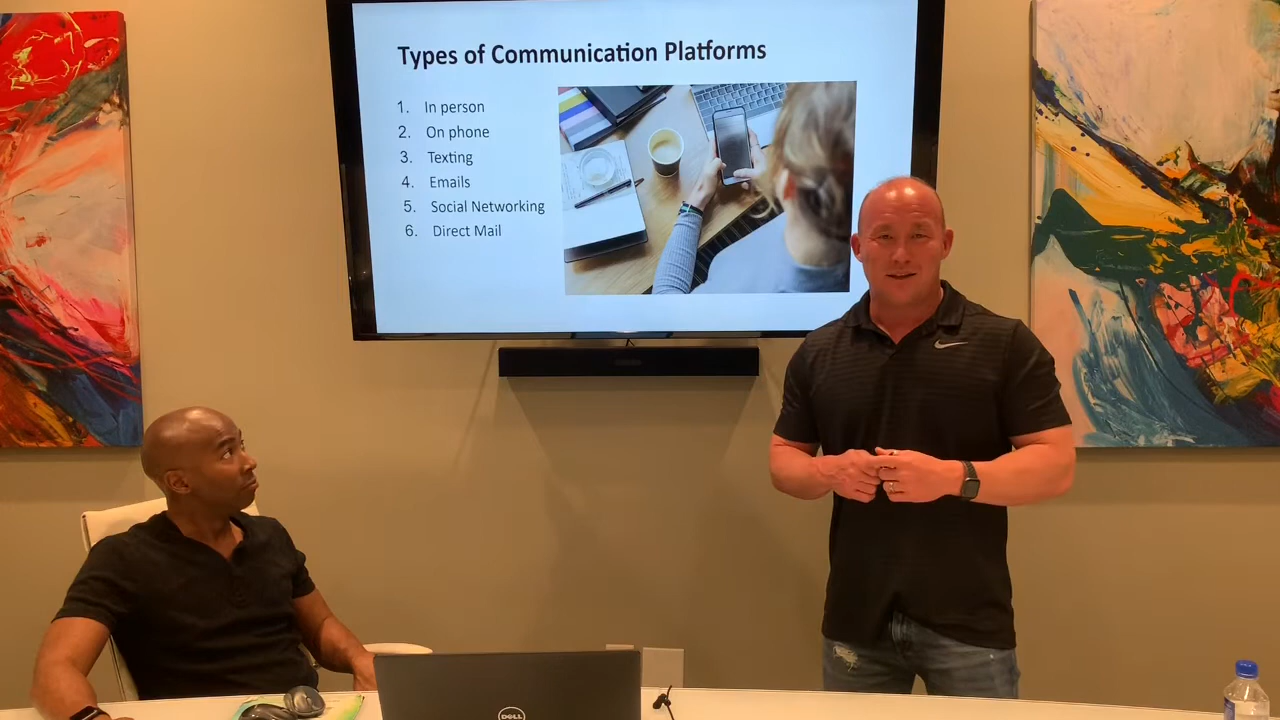 Types of Communication Platforms
1. In person
2. On phone
3. Texting
4. Emails
5. Social Networking
6. Direct Mail
DELL